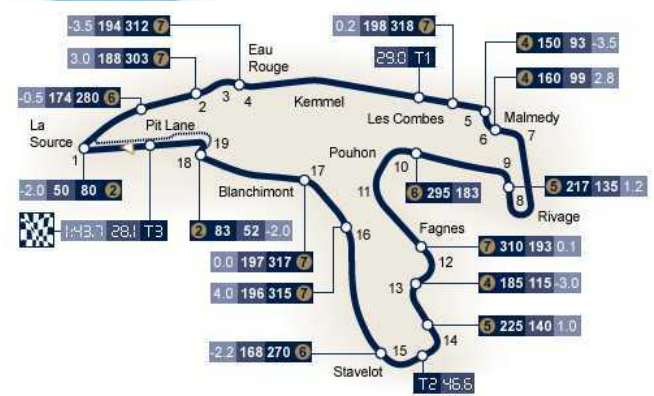 -3.5 194 312 7
0.2 198 318 7
4 150 93 -3.5
3.0 188 303 7
Eau
Rouge
29.0 T1
4 160 99 2.8
-0.5 174 280 6
2
3
4
Kemmel
Les Combes
5
6
Malmedy
7
La
Source
1
Pit Lane
19
18
Pouhon
10
9
-2.0 50 80 2
Blanchimont
17
11
6 295 183
8
5 217 135 1.2
Rivage
1:43.7 28.1 T3
2 83 52 -2.0
16
Fagnes
12
7 310 193 0.1
0.0 197 317 7
13
4 185 115 -3.0
4.0 196 315 7
5 225 140 1.0
14
-2.2 168 270 6
15
Stavelot
T2 46.6